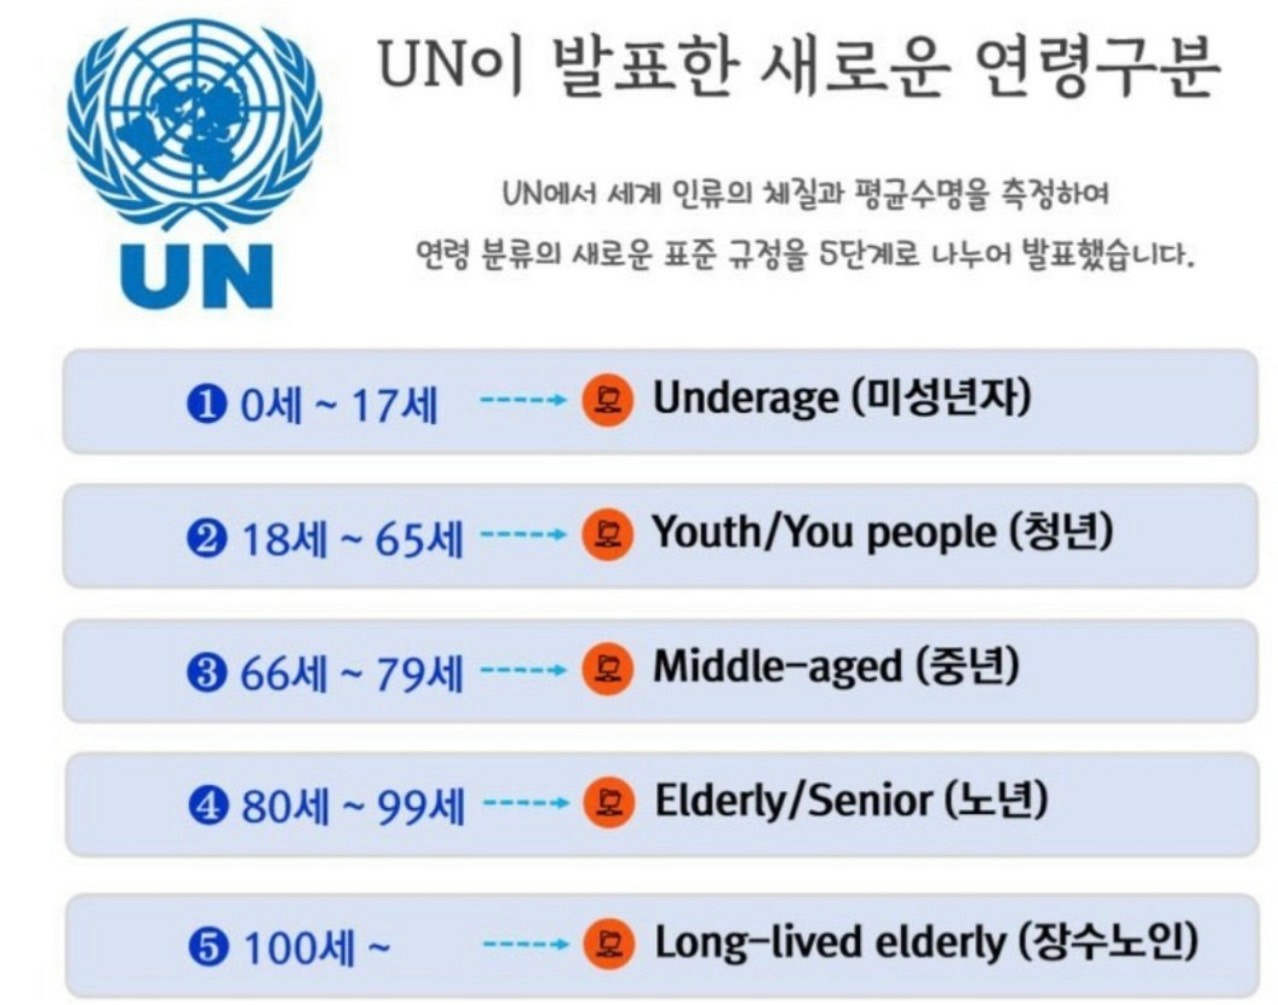 UN이 발표한 새로운 연령구분
UN에서 세계 인류의 체질과 평균수명을 측정하여
연령 분류의 새로운 표준 규정을 5단계로 나누어 발표했습니다.
UN
❶ 0세 ~ 17세 Underage (미성년자)
❷ 18세 ~ 65세 Youth/You people (청년)
❸ 66세 ~ 79세 Middle-aged (중년)
❹ 80세 ~ 99세 Elderly/Senior (노년)
❺ 100세 ~ Long-lived elderly (장수노인)